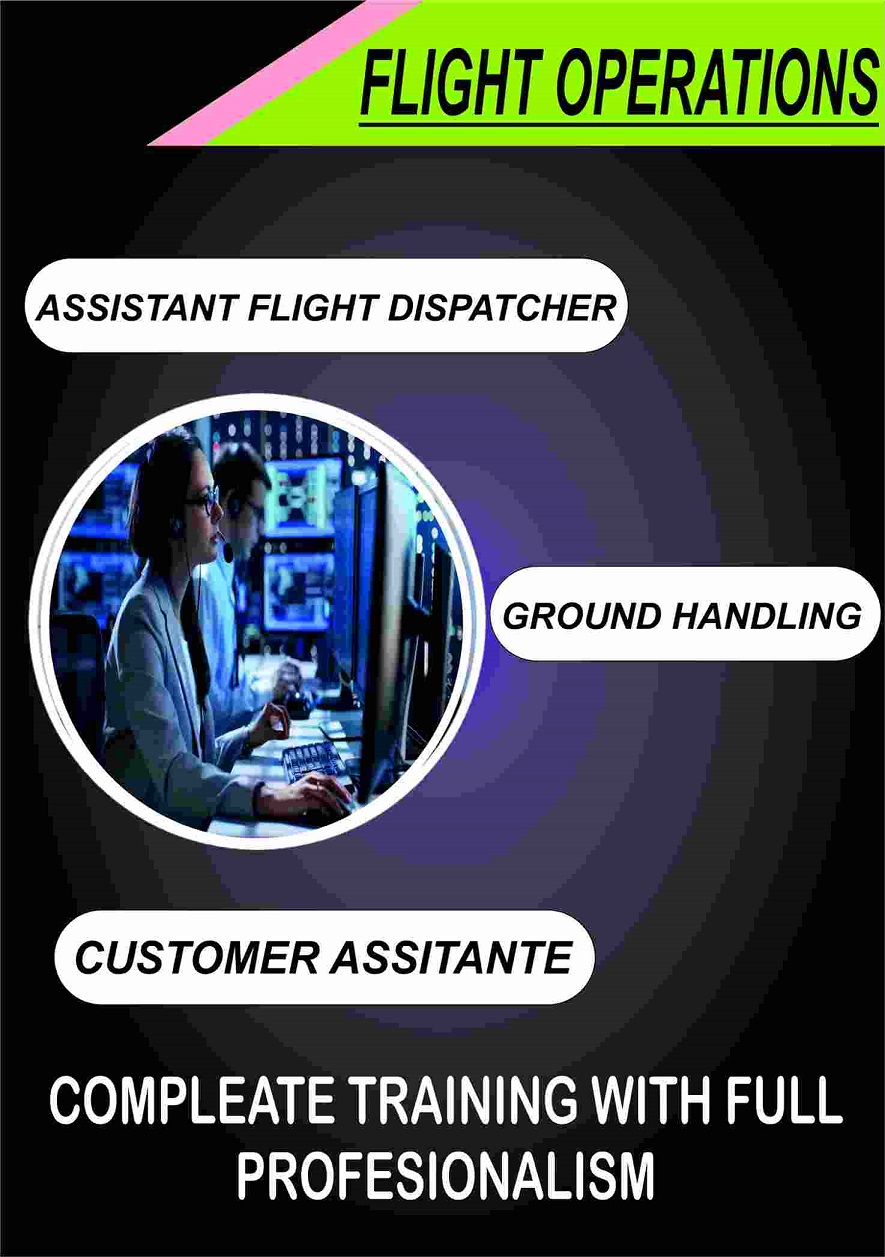 FLIGHT OPERATIONS
ASSISTANT FLIGHT DISPATCHER
GROUND HANDLING
CUSTOMER ASSITANTE
COMPLEATE TRAINING WITH FULL
PROFESIONALISM